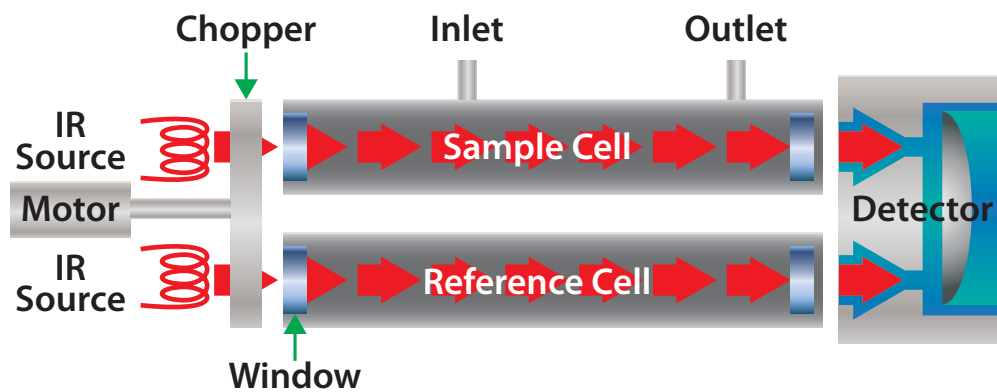 Chopper
Inlet
Outlet
IR
Source
Sample Cell
Motor
Detector
IR
Source
Reference Cell
Window